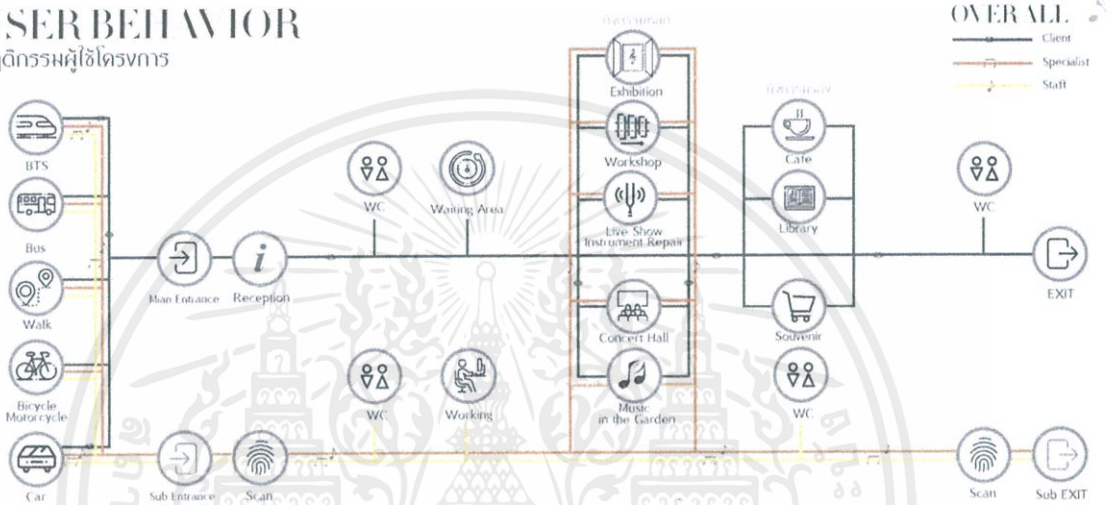 SER BEHAVIOR
ติกรรมผู้ใช้โครงการ
OVERALL
Client
Specialist
Staff
BTS
Bus
Walk
Bicycle
Motorcycle
Car
Mian Entrance
Reception
Sub Entrance
Scan
WC
Waiting Area
WC
Working
Exhibition
Workshop
Live Show
Instrument Repair
Concert Hall
Music
in the Garden
Cafe
Library
Souvenir
WC
WC
EXIT
Scan
Sub EXIT